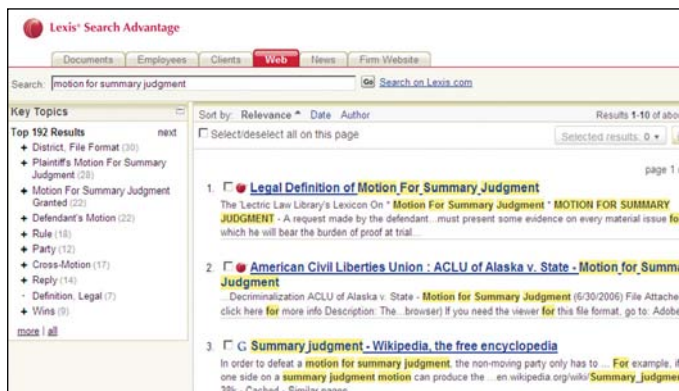 Lexis® Search Advantage
Documents Employees Clients Web News Firm Website
Search: motion for summary judgment Go Search on Lexis.com
Key Topics
Top 192 Results next
+ District, File Format (30)
+ Plaintiff's Motion For Summary
Judgment (28)
+ Motion For Summary Judgment
Granted (22)
+ Defendant's Motion (22)
+ Rule (18)
+ Party (12)
+ Cross-Motion (17)
+ Reply (14)
· Definition, Legal (7)
+ Wins (9)
more | all
Sort by: Relevance Date Author Results 1-10 of abou
Select/deselect all on this page Selected results: 0
page 1
1. Legal Definition of Motion For Summary Judgment
The 'Lectric Law Library's Lexicon On * Motion For Summary Judgment * MOTION FOR SUMMARY
JUDGMENT - A request made by the defendant...must present some evidence on every material issue fo
which he will bear the burden of proof at trial...
2. American Civil Liberties Union : ACLU of Alaska v. State - Motion for Summa
Judgment
...Decriminalization ACLU of Alaska v. State - Motion for Summary Judgment (6/30/2006) File Attache
click here for more info Description: The...browser) If you need the viewer for this file format, go to: Adobe
3. G Summary judgment - Wikipedia, the free encyclopedia
In order to defeat a motion for summary judgment, the non-moving party only has to ... For example, if
one side on a summary judgment motion can produce the ...en.wikipedia.org/wiki/Summary_judgme
39k - Cached - Similar pages